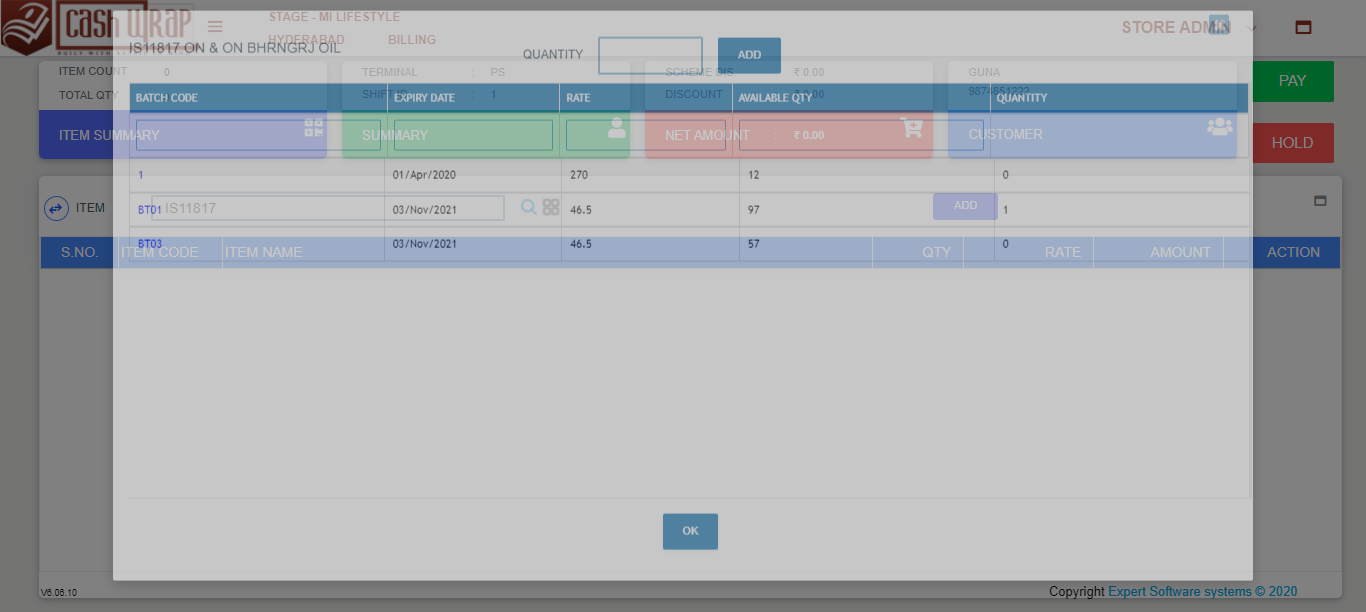 Cash WRAP
STAGE - MI LIFESTYLE
HYDERABAD BILLING
STORE ADMIN
IS11817 ON & ON BHRNGRJ OIL
QUANTITY
ADD
ITEM COUNT 0
TOTAL QTY
ITEM SUMMARY
TERMINAL : PS
SHIFT : 1
SUMMARY
SCHEME DIS : ₹ 0.00
DISCOUNT : ₹ 0.00
NET AMOUNT : ₹ 0.00
GUNA
CUSTOMER
PAY
HOLD
BATCH CODE EXPIRY DATE RATE AVAILABLE QTY QUANTITY
1 01/Apr/2020 270 12 0
BT01 03/Nov/2021 46.5 97 1
BT03 03/Nov/2021 46.5 57 0
ITEM IS11817 ADD
S.NO. ITEM CODE ITEM NAME QTY RATE AMOUNT ACTION
OK
V6.06.10
Copyright Expert Software systems © 2020